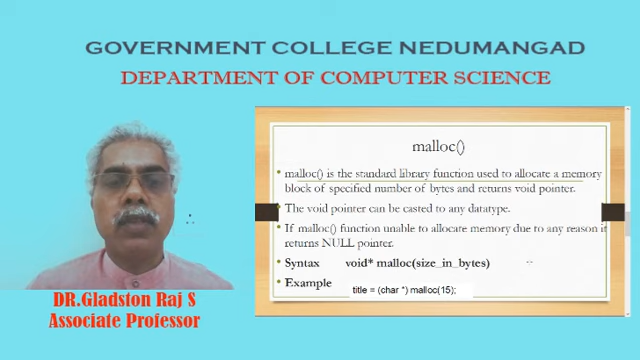 GOVERNMENT COLLEGE NEDUMANGAD
DEPARTMENT OF COMPUTER SCIENCE
malloc()
• malloc() is the standard library function used to allocate a memory
block of specified number of bytes and returns void pointer.
• The void pointer can be casted to any datatype.
• If malloc() function unable to allocate memory due to any reason it
returns NULL pointer.
• Syntax void* malloc(size_in_bytes)
• Example title = (char *) malloc(15);
DR.Gladston Raj S
Associate Professor